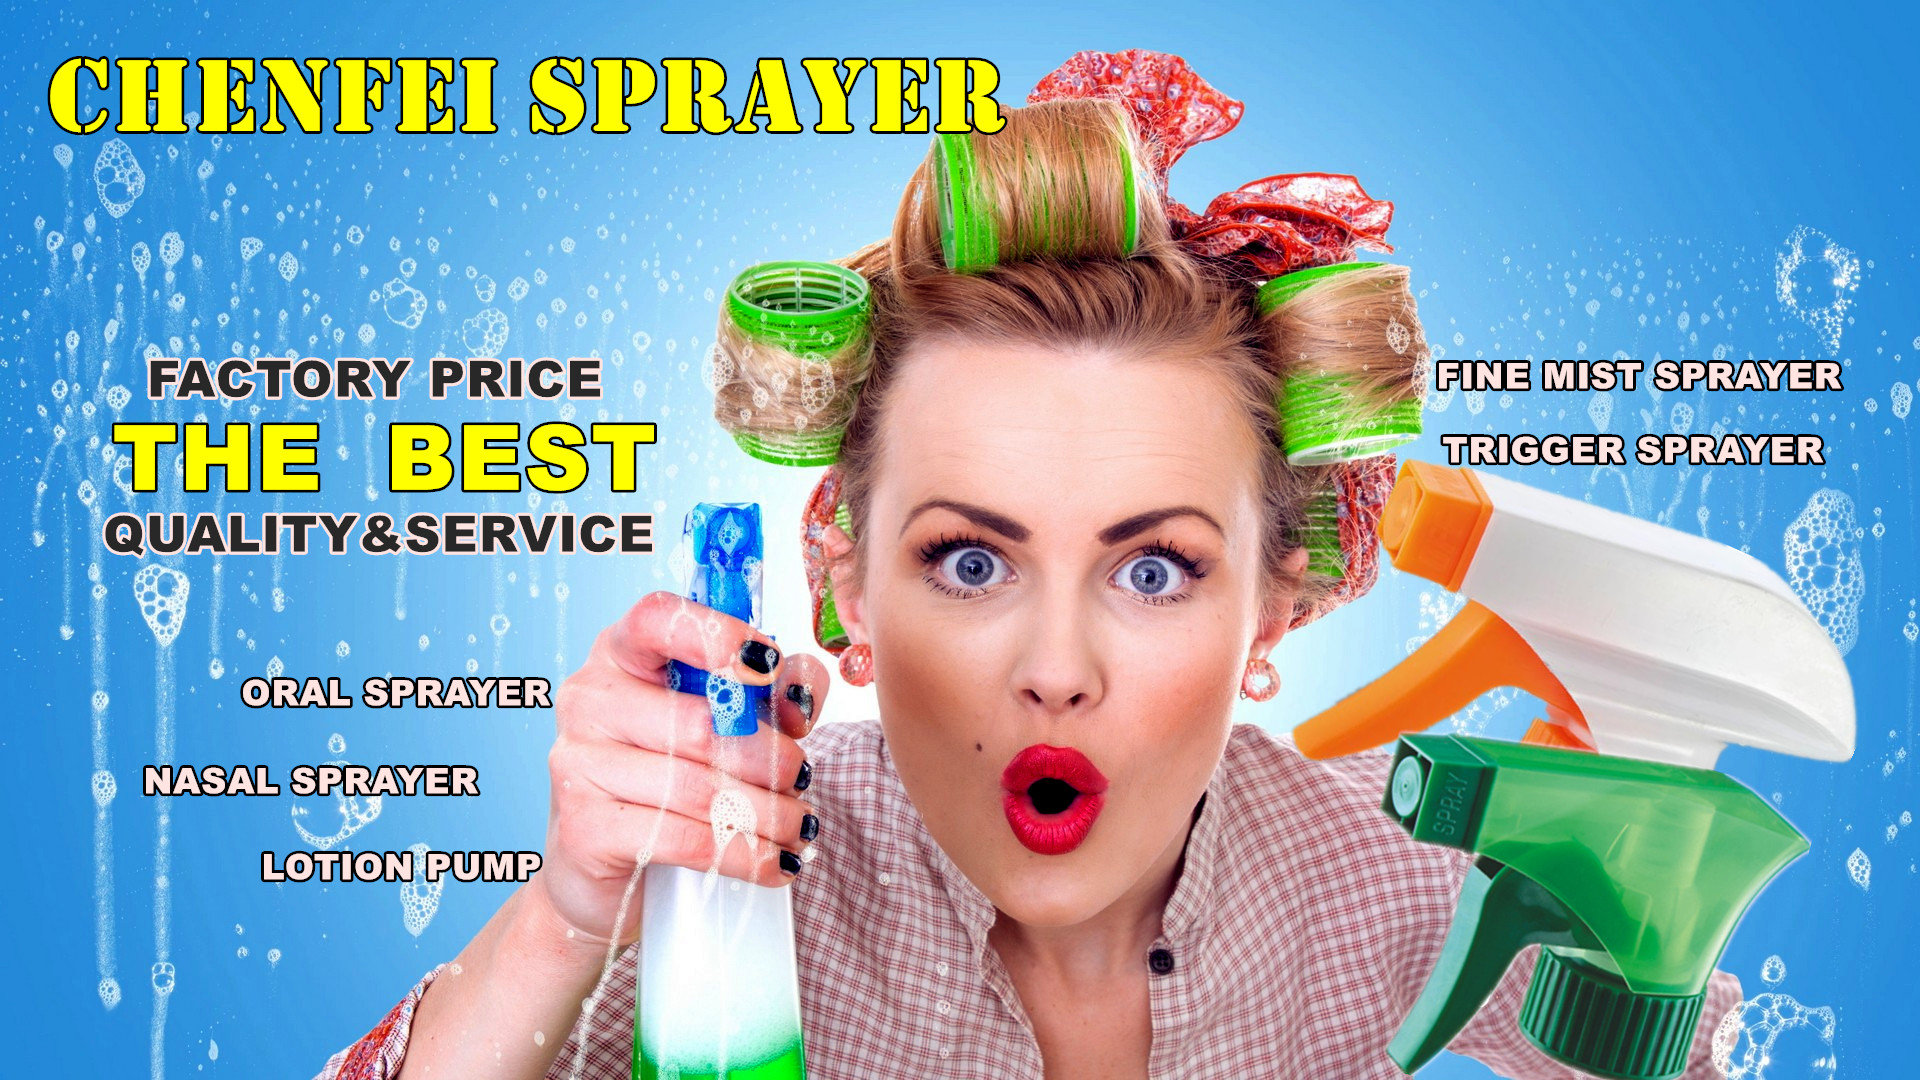 CHENFEI SPRAYER
FACTORY PRICE
THE BEST
QUALITY&SERVICE
ORAL SPRAYER
NASAL SPRAYER
LOTION PUMP
FINE MIST SPRAYER
TRIGGER SPRAYER
SPRAY